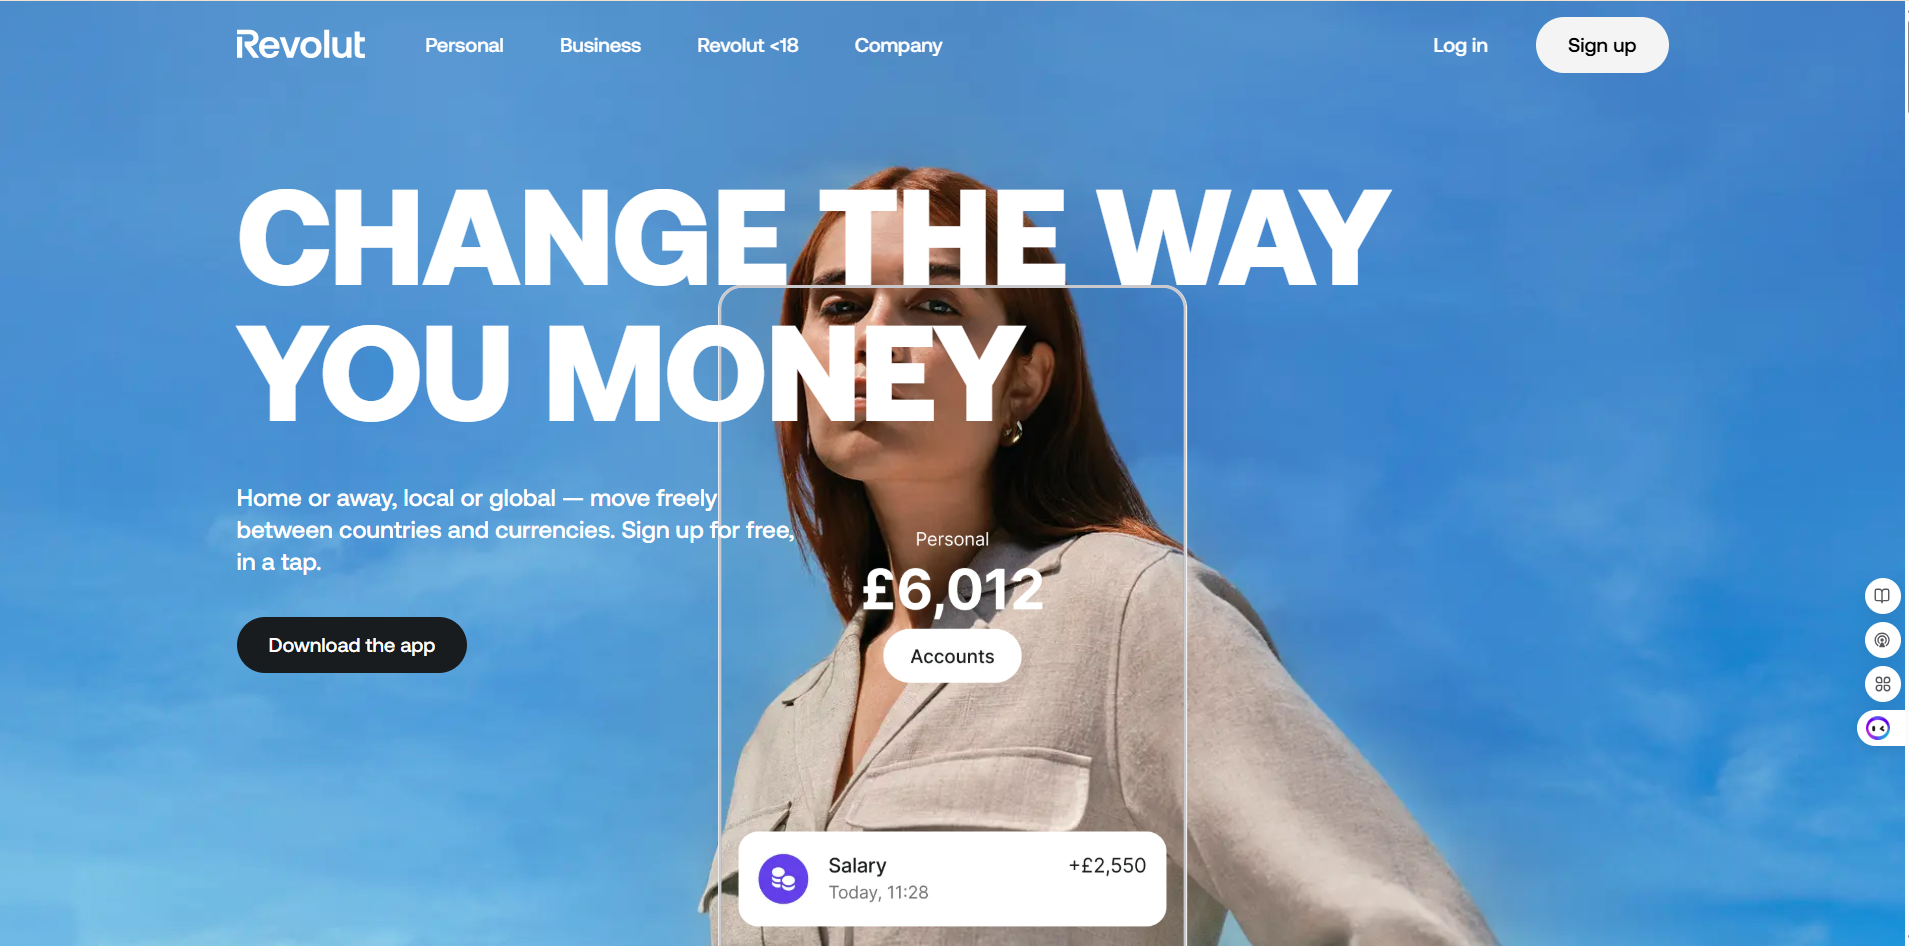 Revolut
Personal
Business
Revolut <18
Company
Log in
Sign up
CHANGE THE WAY
YOU MONEY
Home or away, local or global — move freely
between countries and currencies. Sign up for free,
in a tap.
Download the app
Personal
£6,012
Accounts
Salary
+£2,550
Today, 11:28